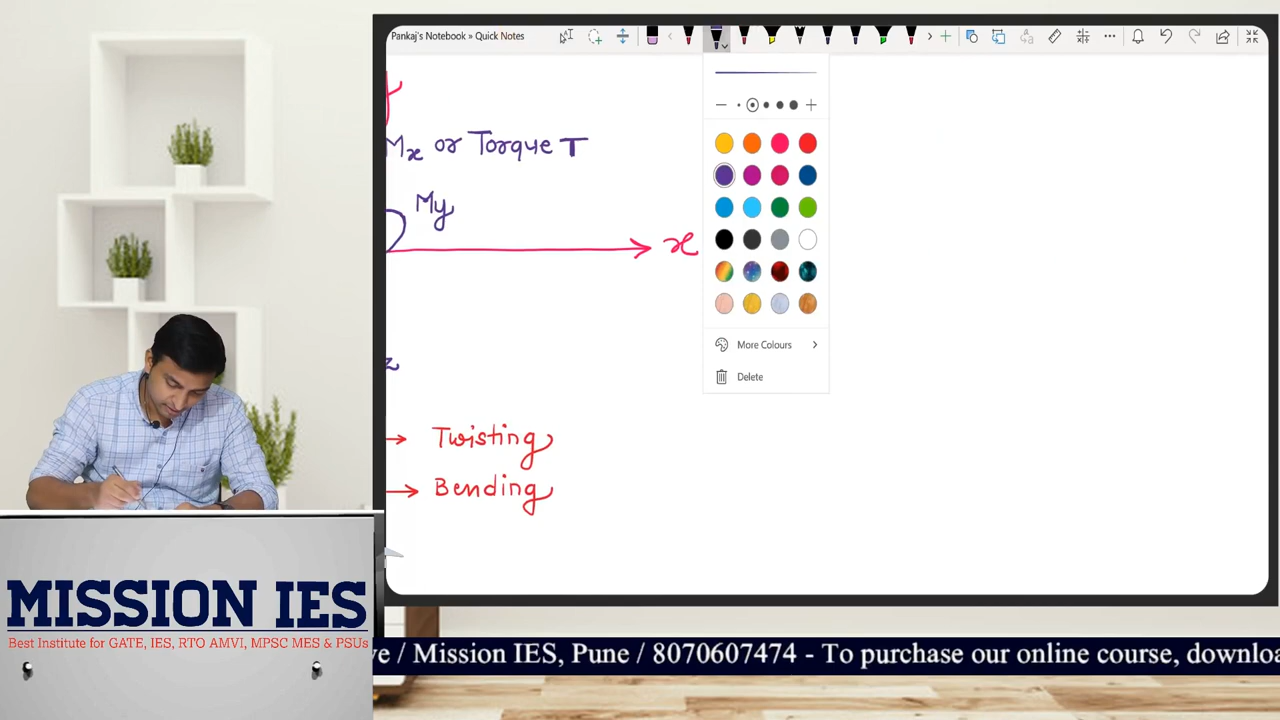 Pankaj's Notebook » Quick Notes
Mx or Torque T
My
x
z
→ Twisting
→ Bending
More Colours
Delete
MISSION IES
Best Institute for GATE, IES, RTO AMVI, MPSC MES & PSUs
ve / Mission IES, Pune / 8070607474 - To purchase our online course, downloa